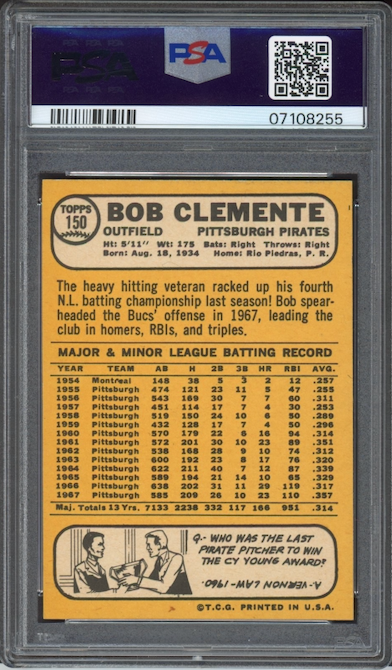 PSA
PSA
07108255
TOPPS
150
BOB CLEMENTE
OUTFIELD PITTSBURGH PIRATES
Ht: 5'11" Wt: 175 Bats: Right Throws: Right
Born: Aug. 18, 1934 Home: Rio Piedras, P. R.
The heavy hitting veteran racked up his fourth
N.L. batting championship last season! Bob spear-
headed the Bucs' offense in 1967, leading the
club in homers, RBIs, and triples.
MAJOR & MINOR LEAGUE BATTING RECORD
YEAR TEAM AB H 2B 3B HR RBI AVG.
1954 Montreal 148 38 5 3 2 12 .257
1955 Pittsburgh 474 121 23 11 5 47 .255
1956 Pittsburgh 543 169 30 7 7 60 .311
1957 Pittsburgh 451 114 17 7 4 30 .253
1958 Pittsburgh 519 150 24 10 6 50 .289
1959 Pittsburgh 432 128 17 7 4 50 .296
1960 Pittsburgh 570 179 22 6 16 94 .314
1961 Pittsburgh 572 201 30 10 23 89 .351
1962 Pittsburgh 538 168 28 9 10 74 .312
1963 Pittsburgh 600 192 23 8 17 76 .320
1964 Pittsburgh 622 211 40 7 12 87 .339
1965 Pittsburgh 589 194 21 14 10 65 .329
1966 Pittsburgh 638 202 31 11 29 119 .317
1967 Pittsburgh 585 209 26 10 23 110 .357
Maj. Totals 13 Yrs. 7133 2238 332 117 166 951 .314
Q.- WHO WAS THE LAST
PIRATE PITCHER TO WIN
THE CY YOUNG AWARD?
A-VERNON LAW-1960.
©T.C.G. PRINTED IN U.S.A.